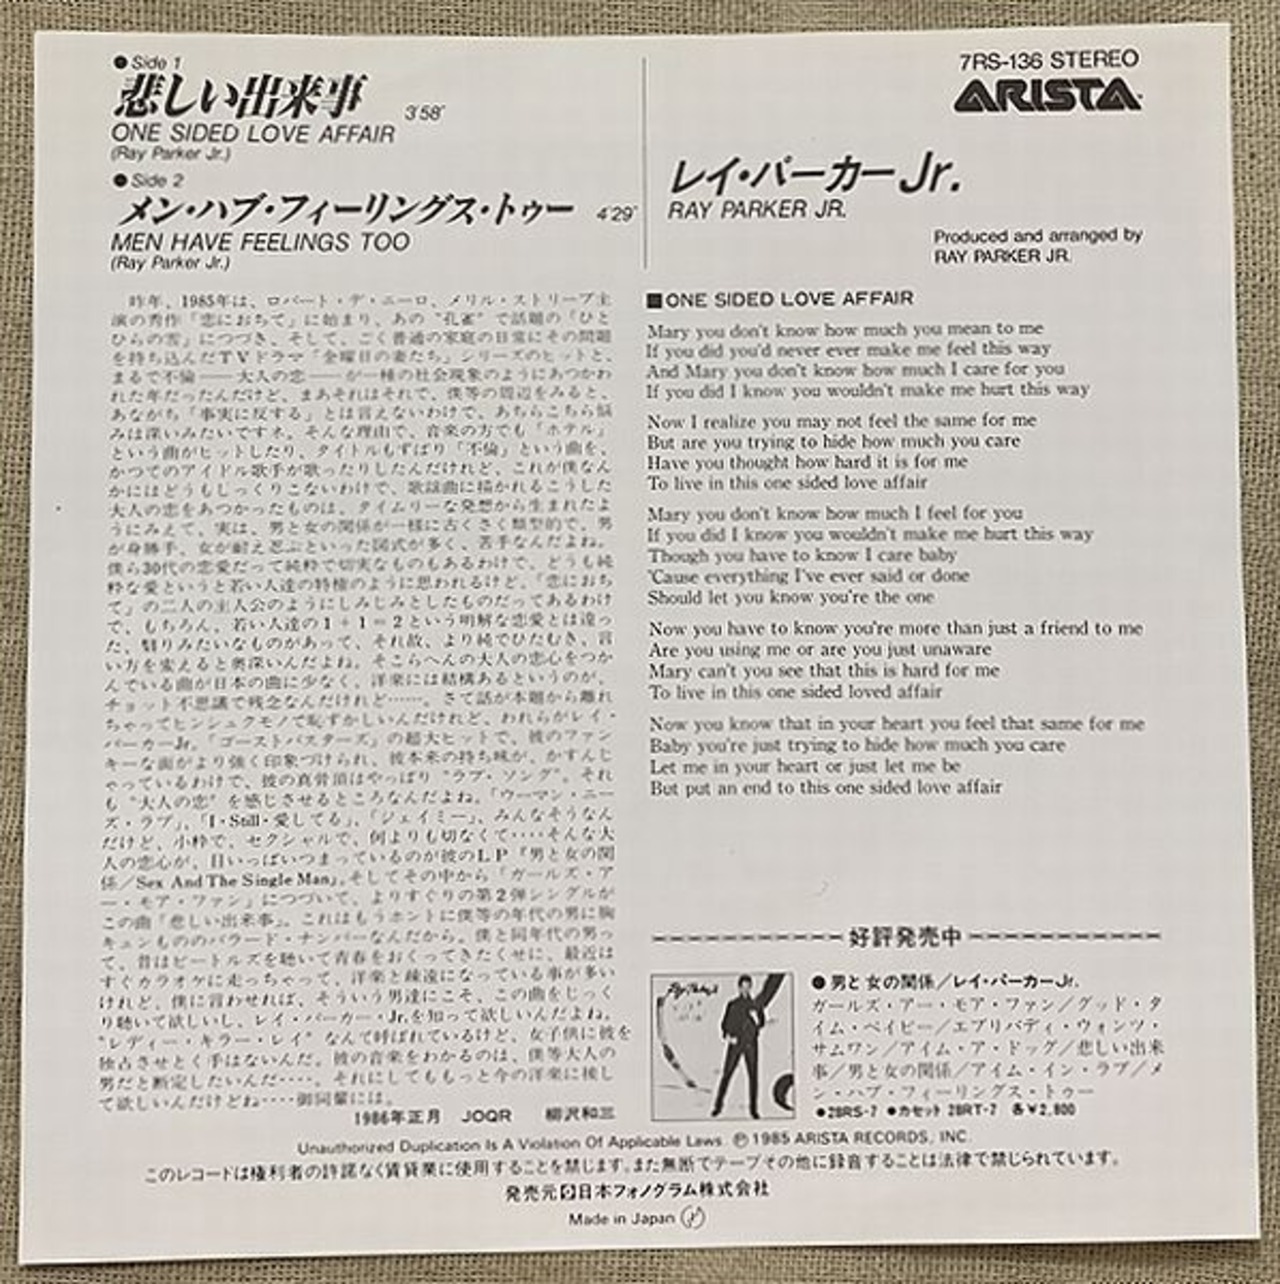 ●Side 1
悲しい出来事 3'58"
ONE SIDED LOVE AFFAIR
(Ray Parker Jr.)
●Side 2
メン・ハブ・フィーリングス・トゥー 4'29"
MEN HAVE FEELINGS TOO
(Ray Parker Jr.)
7RS-136 STEREO
ARISTA
レイ・パーカーJr.
RAY PARKER JR.
Produced and arranged by
RAY PARKER JR.
昨年、1985年は、ロバート・デ・ニーロ、メリル・ストリープ主
演の秀作「恋におちて」に始まり、あの“孔雀”で話題の「ひと
ひらの雪」につづき、そして、ごく普通の家庭の日常にその問題
を持ち込んだTVドラマ「金曜日の妻たち」シリーズのヒットと、
まるで不倫――大人の恋――が一種の社会現象のようにあつかわ
れた年だったんだけど、まあそれはそれで、僕等の周辺をみると、
あながち「事実に反する」とは言えないわけで、あちらこちら悩
みは深いみたいですネ。そんな理由で、音楽の方でも「ホテル」
という曲がヒットしたり、タイトルもずばり「不倫」という曲を、
かつてのアイドル歌手が歌ったりしたんだけれど、これが僕なん
かにはどうもしっくりこないわけで、歌謡曲に描かれるこうした
大人の恋をあつかったものは、タイムリーな発想から生まれたよ
うにみえて、実は、男と女の関係が一様に古くさく類型的で、男
が身勝手、女が耐え忍ぶといった図式が多く、苦手なんだよね。
僕ら30代の恋愛だって純粋で切実なものもあるわけで、どうも純
粋な愛というと若い人達の特権のように思われるけど、「恋におち
て」の二人の主人公のようにしみじみとしたものだってあるわけ
で、もちろん、若い人達の1+1=2という明解な恋愛とは違っ
た、翳りみたいなものがあって、それ故、より純でひたむき、言
い方を変えると奥深いんだよね。そこらへんの大人の恋心をつか
んでいる曲が日本の曲に少なく、洋楽には結構あるというのが、
チョット不思議で残念なんだけれど……。さて話が本題から離れ
ちゃってヒンシュクモノで恥ずかしいんだけれど、われらがレイ・
パーカーJr.「ゴーストバスターズ」の超大ヒットで、彼のファン
キーな面がより強く印象づけられ、彼本来の持ち味が、かすんじ
ゃっているわけで、彼の真骨頂はやっぱり“ラブ・ソング”。それ
も“大人の恋”を感じさせるところなんだよね。「ウーマン・ニー
ズ・ラブ」、「I・Still・愛してる」、「ジェイミー」、みんなそうなん
だけど、小粋で、セクシャルで、何よりも切なくて‥‥そんな大
人の恋心が、目いっぱいつまっているのが彼のLP『男と女の関
係/Sex And The Single Man』。そしてその中から「ガールズ・ア
ー・モア・ファン」につづいて、よりすぐりの第2弾シングルが
この曲「悲しい出来事」。これはもうホントに僕等の年代の男に胸
キュンもののバラード・ナンバーなんだから。僕と同年代の男っ
て、昔はビートルズを聴いて青春をおくってきたくせに、最近は
すぐカラオケに走っちゃって、洋楽と疎遠になっている事が多い
けれど、僕に言わせれば、そういう男達にこそ、この曲をじっく
り聴いて欲しいし、レイ・パーカー・Jr.を知って欲しいんだよね。
“レディー・キラー・レイ”なんて呼ばれているけど、女子供に彼を
独占させとく手はないんだ。彼の音楽をわかるのは、僕等大人の
男だと断定したいんだ‥‥。それにしてももっと今の洋楽に接し
て欲しいんだけどね‥‥御同輩には。
1986年正月 JOQR 柳沢和三
■ONE SIDED LOVE AFFAIR
Mary you don't know how much you mean to me
If you did you'd never ever make me feel this way
And Mary you don't know how much I care for you
If you did I know you wouldn't make me hurt this way
Now I realize you may not feel the same for me
But are you trying to hide how much you care
Have you thought how hard it is for me
To live in this one sided love affair
Mary you don't know how much I feel for you
If you did I know you wouldn't make me hurt this way
Though you have to know I care baby
'Cause everything I've ever said or done
Should let you know you're the one
Now you have to know you're more than just a friend to me
Are you using me or are you just unaware
Mary can't you see that this is hard for me
To live in this one sided loved affair
Now you know that in your heart you feel that same for me
Baby you're just trying to hide how much you care
Let me in your heart or just let me be
But put an end to this one sided love affair
好評発売中
●男と女の関係/レイ・パーカーJr.
ガールズ・アー・モア・ファン/グッド・タ
イム・ベイビー/エブリバディ・ウォンツ・
サムワン/アイム・ア・ドッグ/悲しい出来
事/男と女の関係/アイム・イン・ラブ/メ
ン・ハブ・フィーリングス・トゥー
●28RS-7 ●カセット 28RT-7 各¥2,800
Unauthorized Duplication Is A Violation Of Applicable Laws. ℗1985 ARISTA RECORDS, INC.
このレコードは権利者の許諾なく賃貸業に使用することを禁じます。また無断でテープその他に録音することは法律で禁じられています。
発売元 日本フォノグラム株式会社
Made in Japan